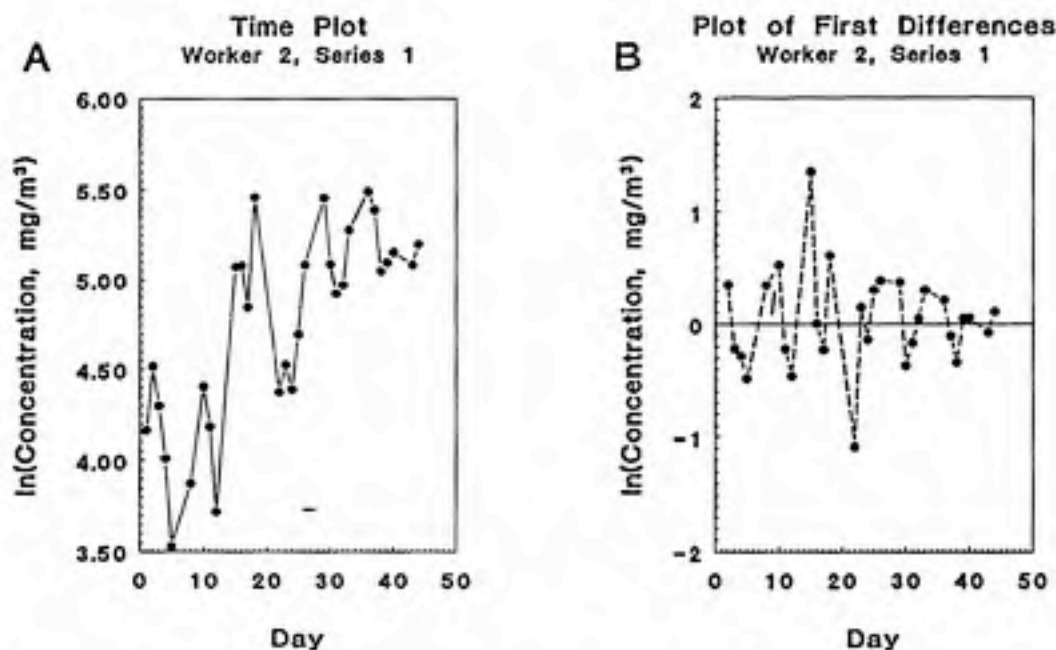 A
Time Plot
Worker 2, Series 1
ln(Concentration, mg/m³)
6.00
5.50
5.00
4.50
4.00
3.50
0 10 20 30 40 50
Day
B
Plot of First Differences
Worker 2, Series 1
ln(Concentration, mg/m³)
2
1
0
-1
-2
0 10 20 30 40 50
Day